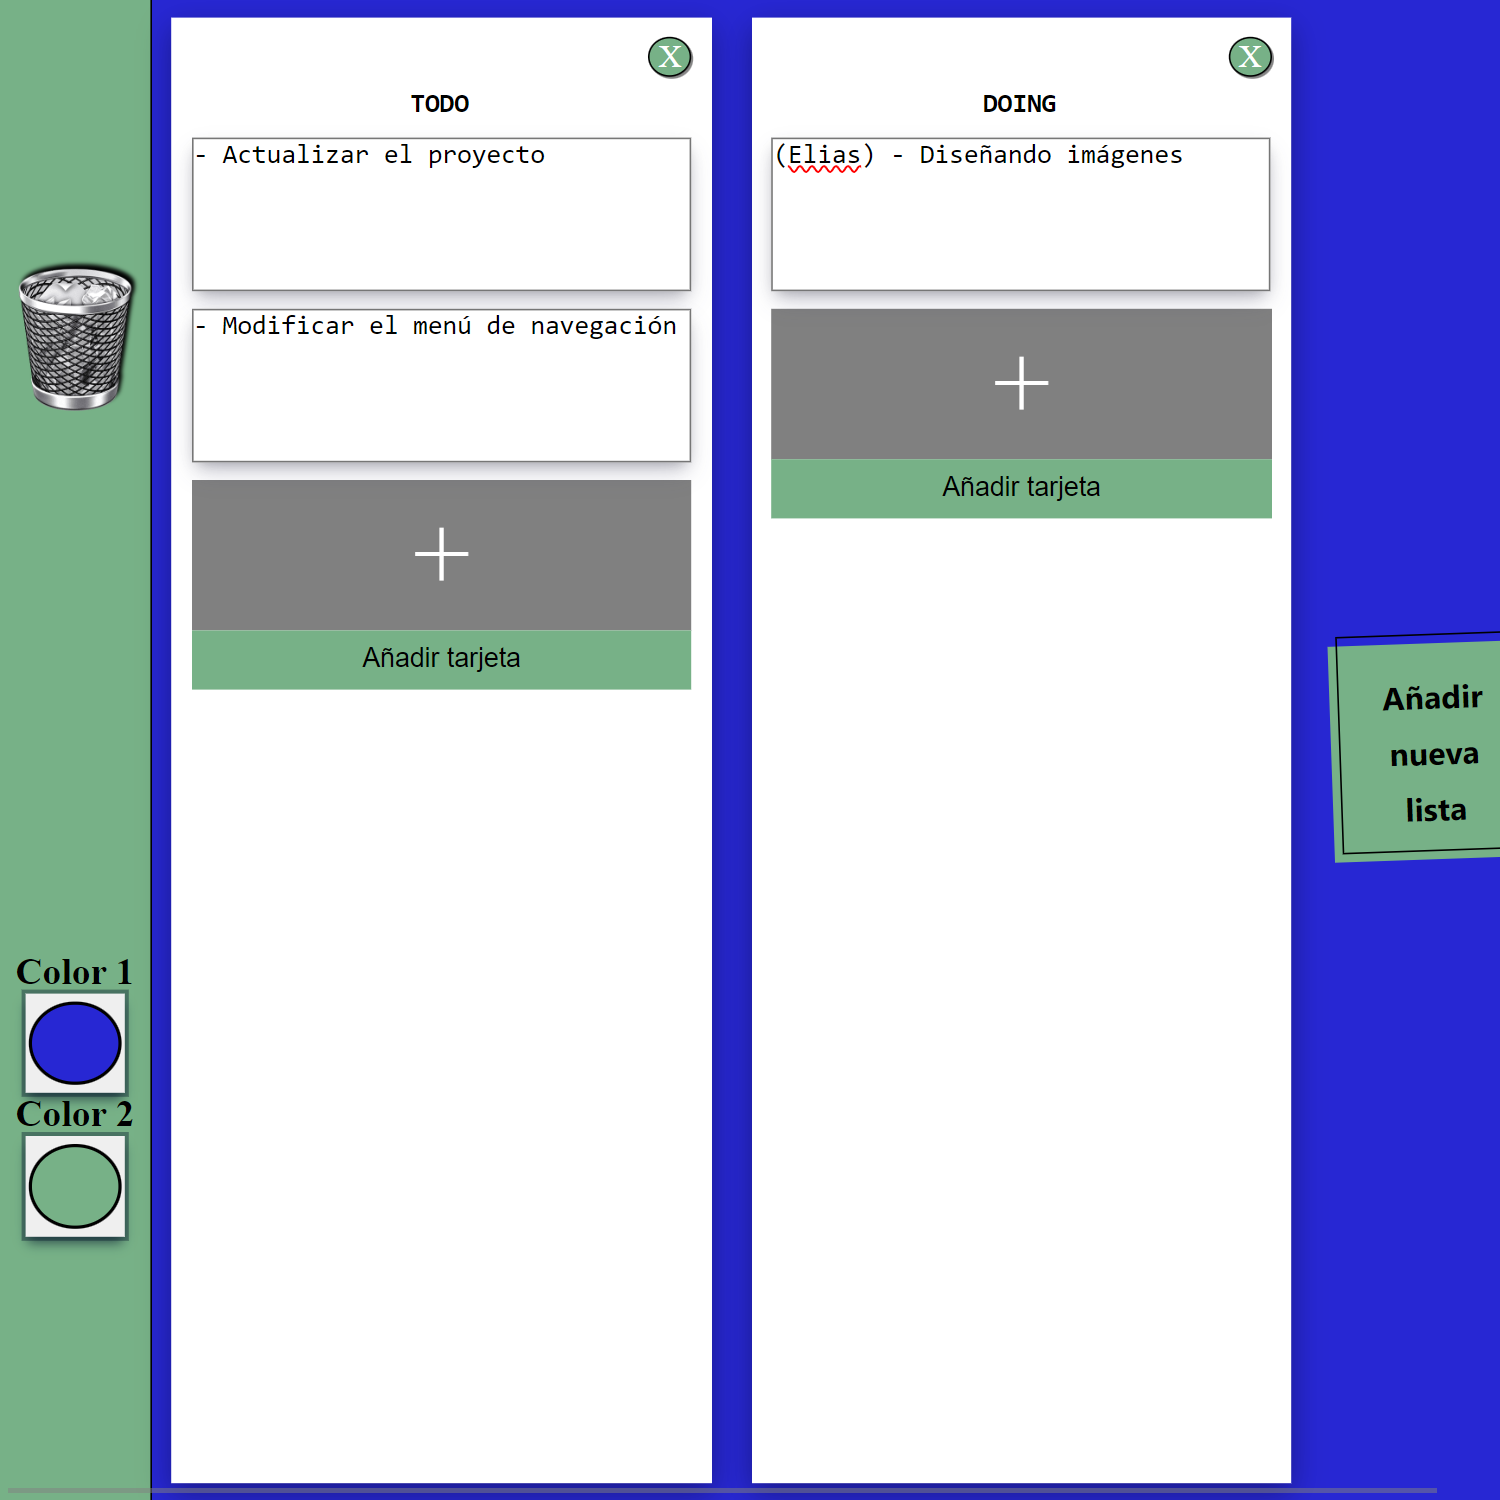 X
TODO
- Actualizar el proyecto
- Modificar el menú de navegación
Añadir tarjeta
X
DOING
(Elias) - Diseñando imágenes
Añadir tarjeta
Añadir
nueva
lista
Color 1
Color 2